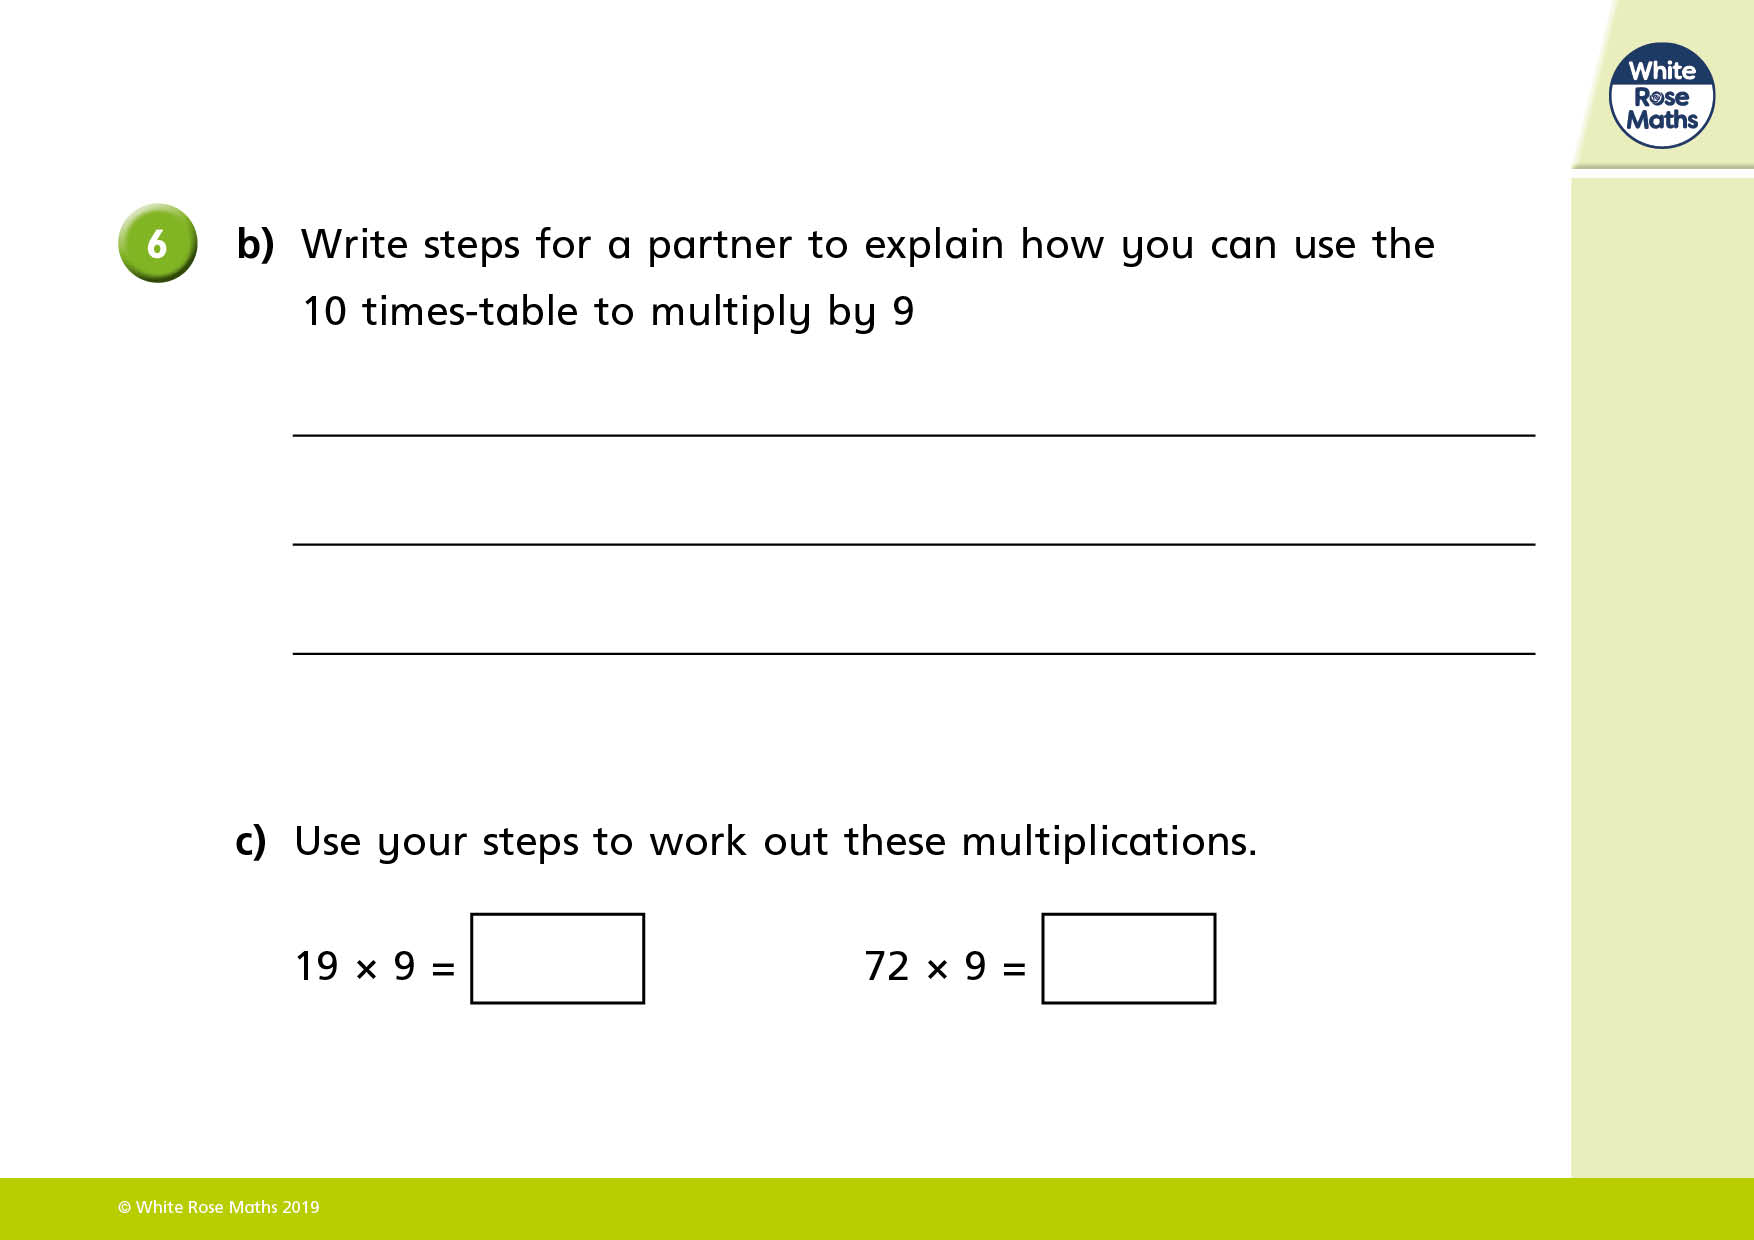 White
Rose
Maths
6 b) Write steps for a partner to explain how you can use the
10 times-table to multiply by 9
c) Use your steps to work out these multiplications.
19 × 9 =
72 × 9 =
© White Rose Maths 2019